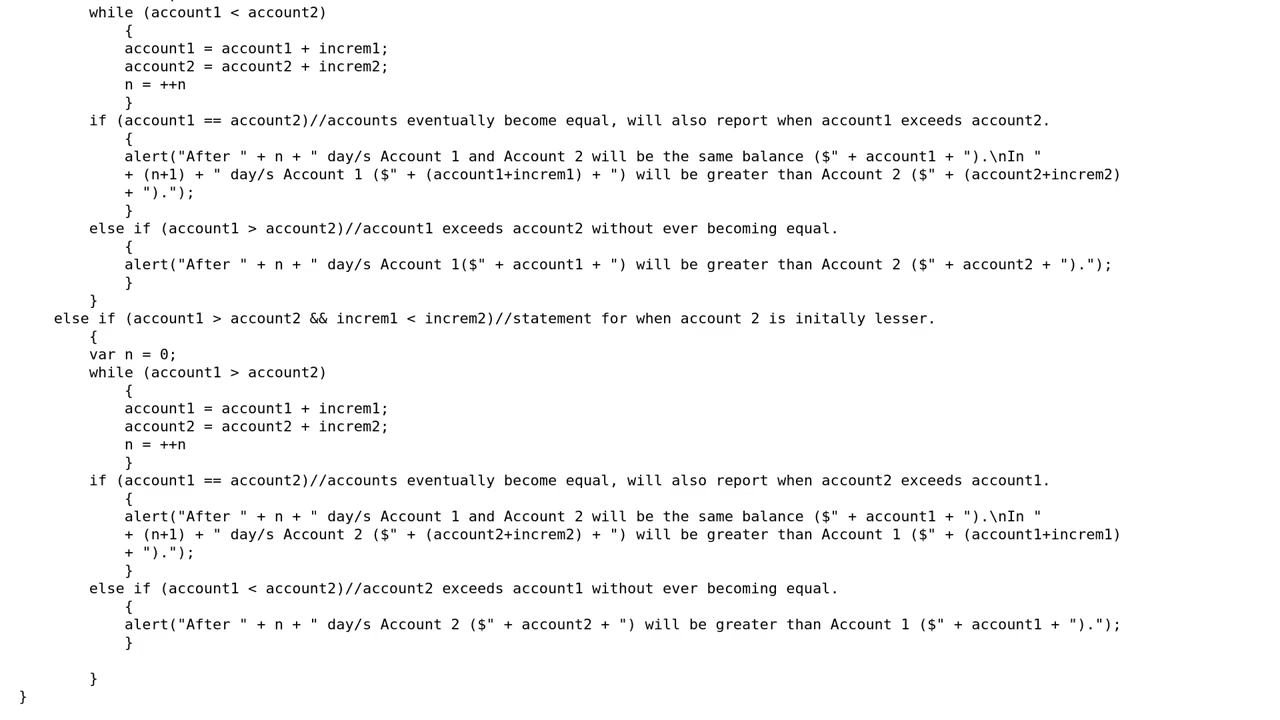 while (account1 < account2)
{
account1 = account1 + increm1;
account2 = account2 + increm2;
n = ++n
}
if (account1 == account2)//accounts eventually become equal, will also report when account1 exceeds account2.
{
alert("After " + n + " day/s Account 1 and Account 2 will be the same balance ($" + account1 + ").\nIn "
+ (n+1) + " day/s Account 1 ($" + (account1+increm1) + ") will be greater than Account 2 ($" + (account2+increm2)
+ ").");
}
else if (account1 > account2)//account1 exceeds account2 without ever becoming equal.
{
alert("After " + n + " day/s Account 1($" + account1 + ") will be greater than Account 2 ($" + account2 + ").");
}
}
else if (account1 > account2 && increm1 < increm2)//statement for when account 2 is initally lesser.
{
var n = 0;
while (account1 > account2)
{
account1 = account1 + increm1;
account2 = account2 + increm2;
n = ++n
}
if (account1 == account2)//accounts eventually become equal, will also report when account2 exceeds account1.
{
alert("After " + n + " day/s Account 1 and Account 2 will be the same balance ($" + account1 + ").\nIn "
+ (n+1) + " day/s Account 2 ($" + (account2+increm2) + ") will be greater than Account 1 ($" + (account1+increm1)
+ ").");
}
else if (account1 < account2)//account2 exceeds account1 without ever becoming equal.
{
alert("After " + n + " day/s Account 2 ($" + account2 + ") will be greater than Account 1 ($" + account1 + ").");
}
}
}